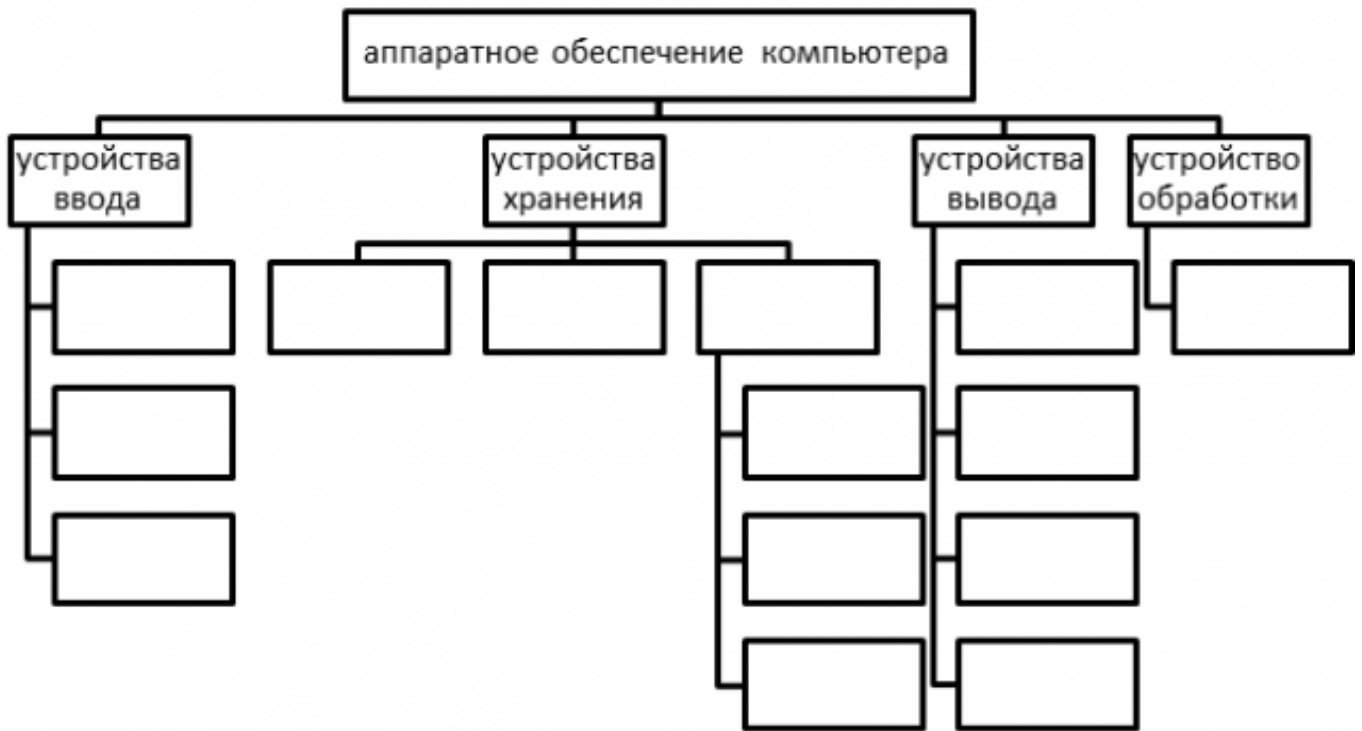 аппаратное обеспечение компьютера
устройства
ввода
устройства
хранения
устройства
вывода
устройство
обработки